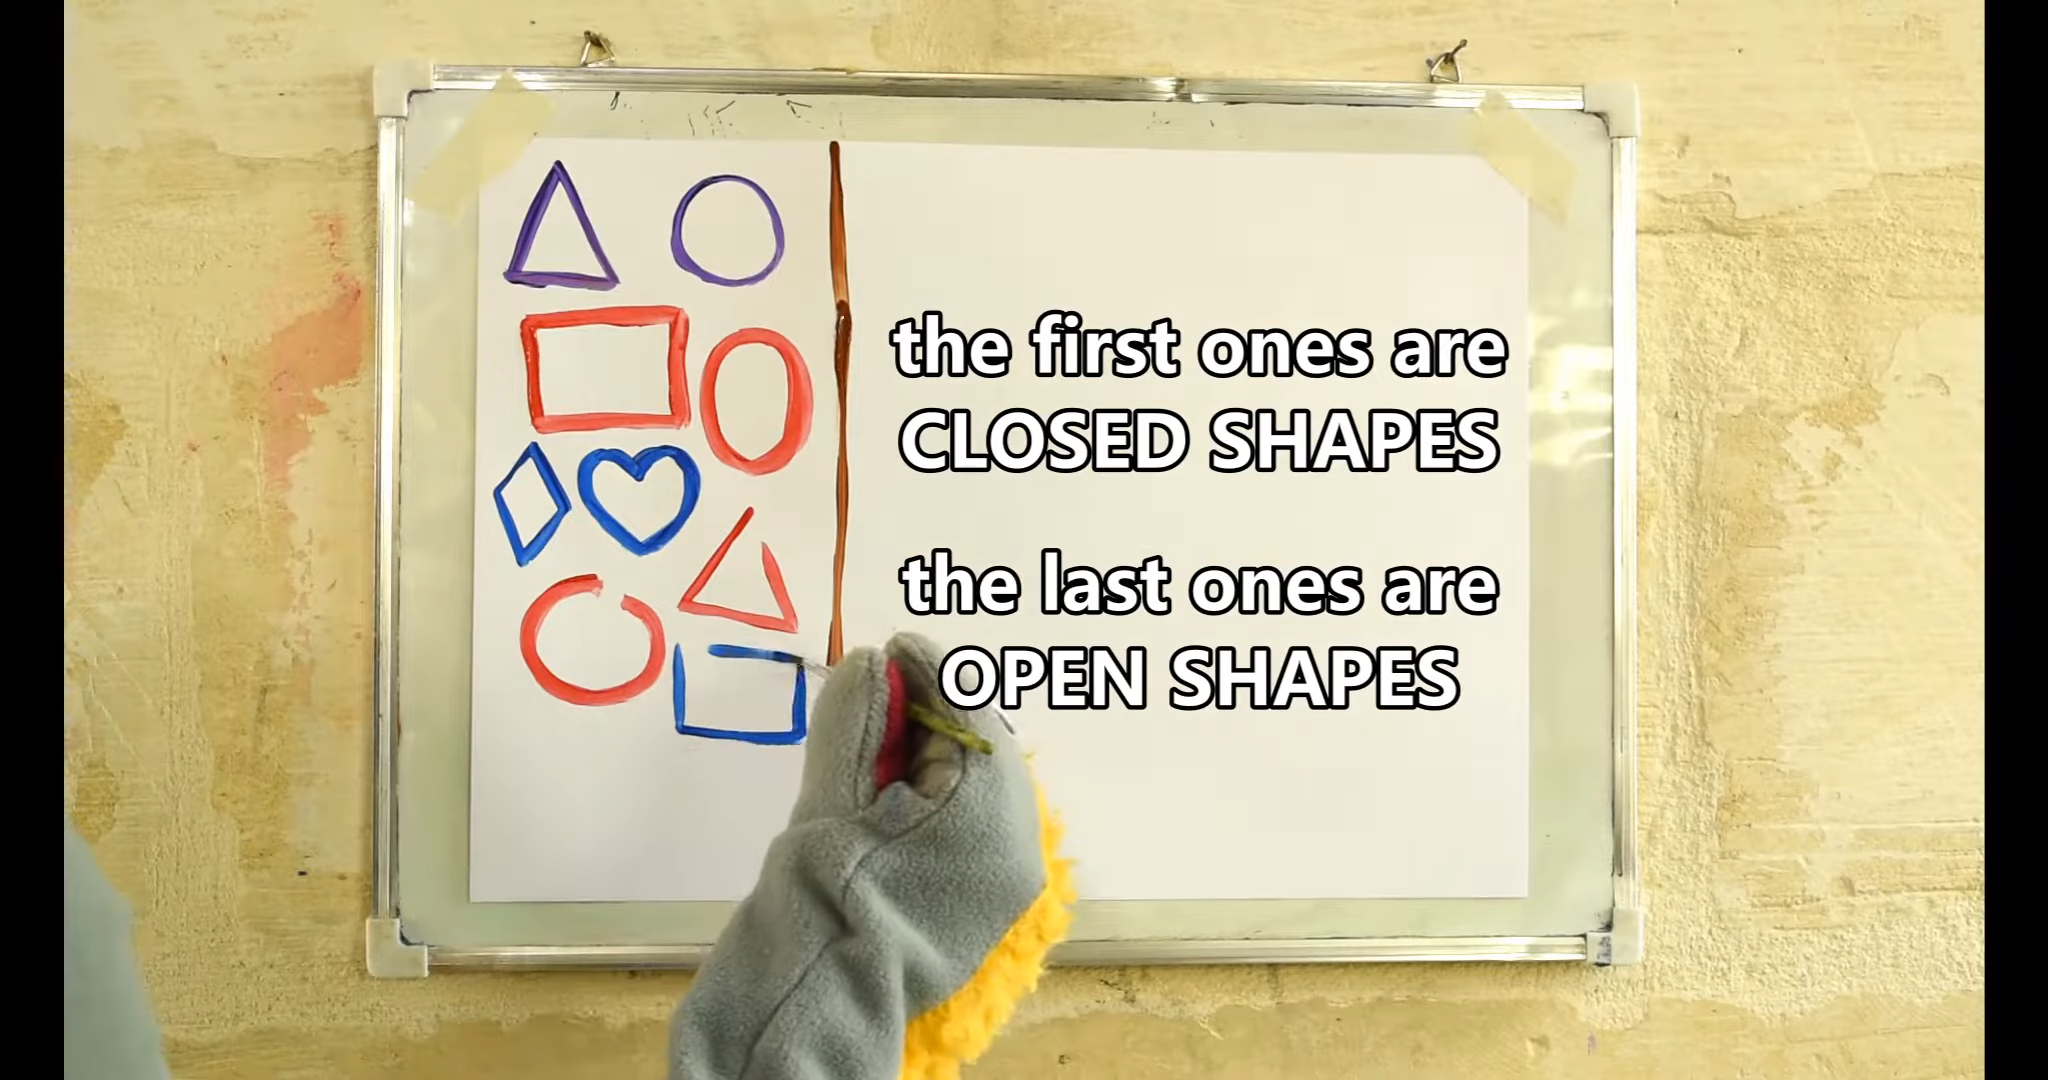 the first ones are
CLOSED SHAPES
the last ones are
OPEN SHAPES